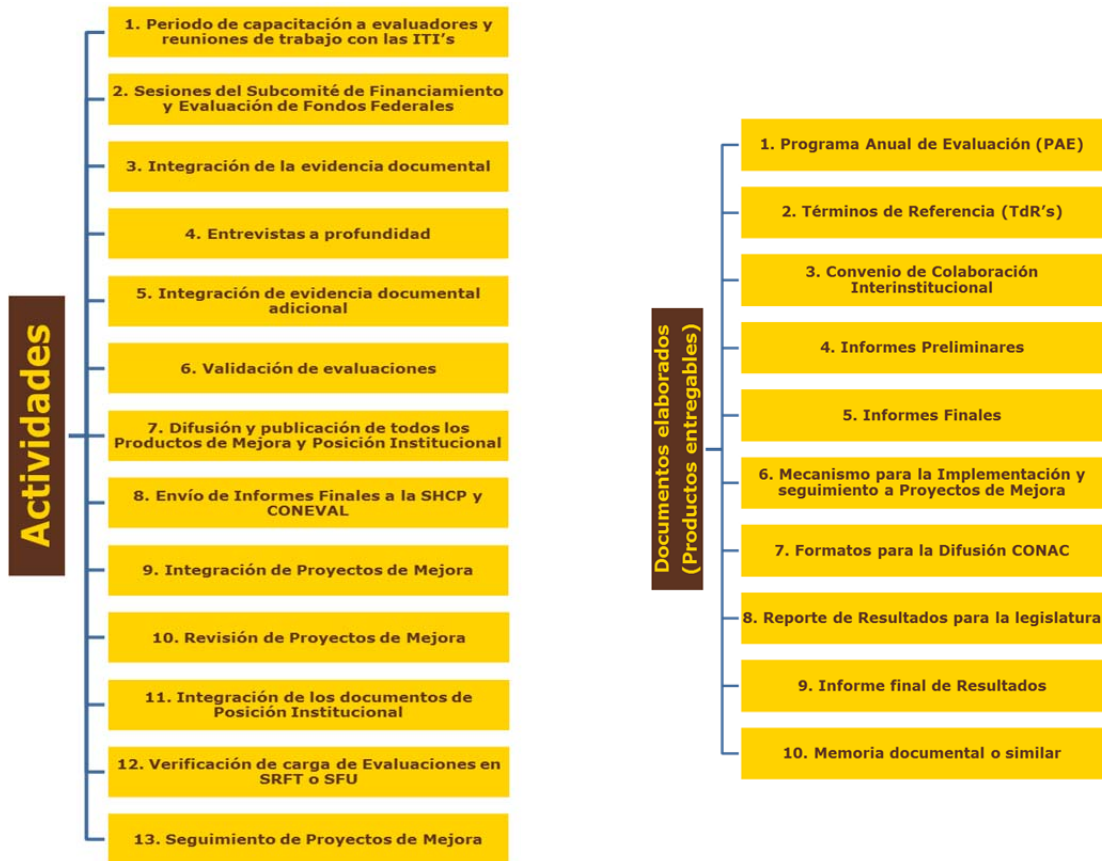 Actividades
1. Periodo de capacitación a evaluadores y
reuniones de trabajo con las ITI's
2. Sesiones del Subcomité de Financiamiento
y Evaluación de Fondos Federales
3. Integración de la evidencia documental
4. Entrevistas a profundidad
5. Integración de evidencia documental
adicional
6. Validación de evaluaciones
7. Difusión y publicación de todos los
Productos de Mejora y Posición Institucional
8. Envío de Informes Finales a la SHCP y
CONEVAL
9. Integración de Proyectos de Mejora
10. Revisión de Proyectos de Mejora
11. Integración de los documentos de
Posición Institucional
12. Verificación de carga de Evaluaciones en
SRFT o SFU
13. Seguimiento de Proyectos de Mejora
Documentos elaborados
(Productos entregables)
1. Programa Anual de Evaluación (PAE)
2. Términos de Referencia (TdR's)
3. Convenio de Colaboración
Interinstitucional
4. Informes Preliminares
5. Informes Finales
6. Mecanismo para la Implementación y
seguimiento a Proyectos de Mejora
7. Formatos para la Difusión CONAC
8. Reporte de Resultados para la legislatura
9. Informe final de Resultados
10. Memoria documental o similar